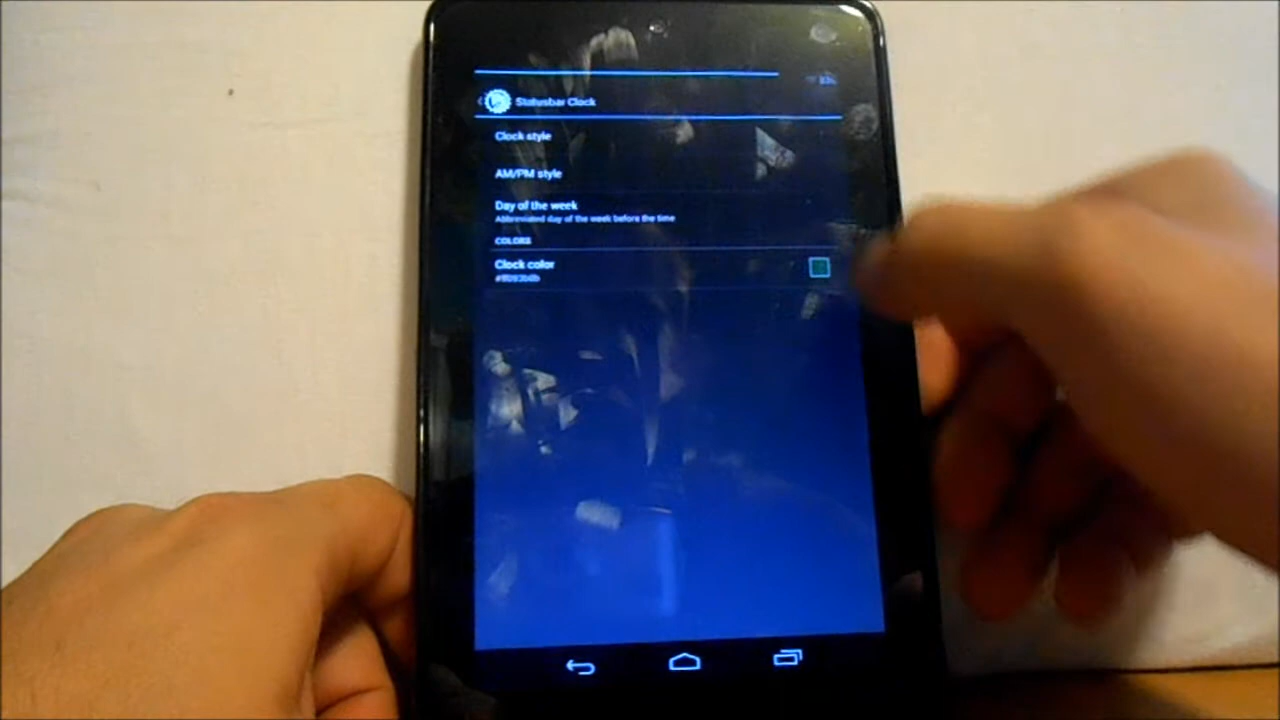 Statusbar Clock
Clock style
AM/PM style
Day of the week
Abbreviated day of the week before the time
COLORS
Clock color